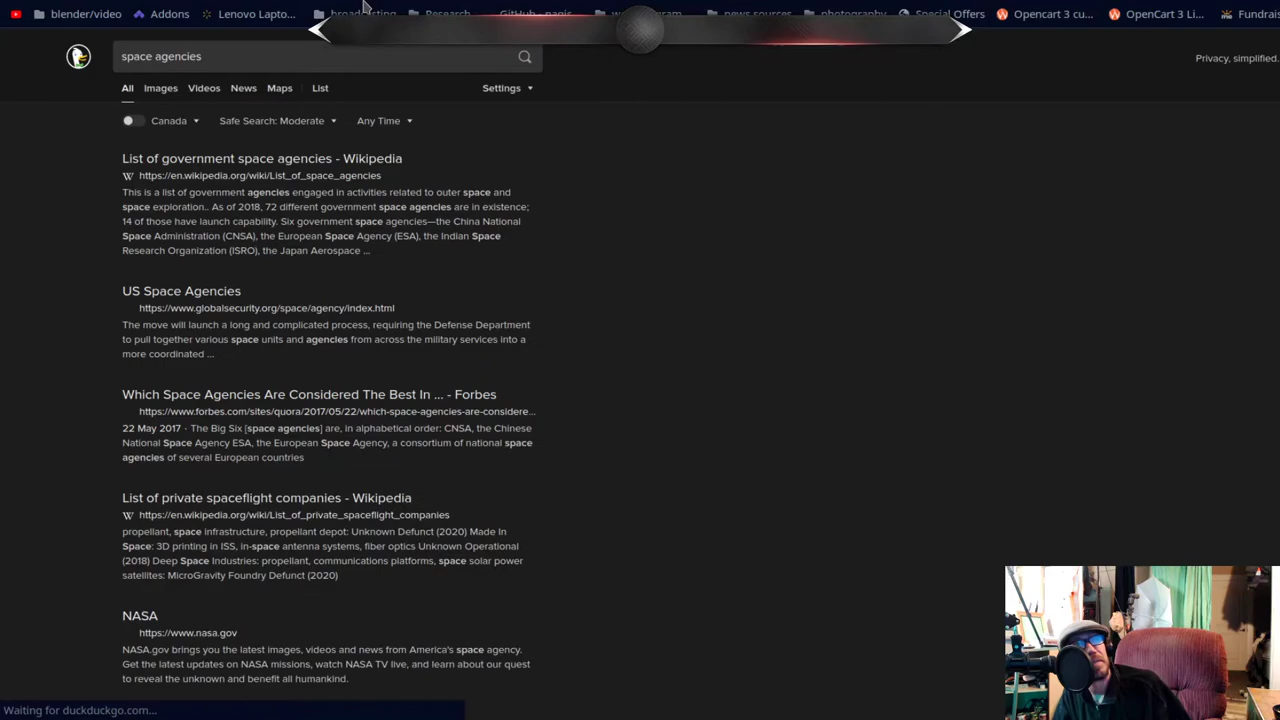 blender/video Addons Lenovo Lapto... broadcasting Research GitHub - nagis news sources photography Special Offers Opencart 3 cu... OpenCart 3 Li... Fundrais
space agencies
Privacy, simplified.
All Images Videos News Maps List Settings
Canada Safe Search: Moderate Any Time
List of government space agencies - Wikipedia
W https://en.wikipedia.org/wiki/List_of_space_agencies
This is a list of government agencies engaged in activities related to outer space and
space exploration.. As of 2018, 72 different government space agencies are in existence;
14 of those have launch capability. Six government space agencies—the China National
Space Administration (CNSA), the European Space Agency (ESA), the Indian Space
Research Organization (ISRO), the Japan Aerospace ...
US Space Agencies
https://www.globalsecurity.org/space/agency/index.html
The move will launch a long and complicated process, requiring the Defense Department
to pull together various space units and agencies from across the military services into a
more coordinated ...
Which Space Agencies Are Considered The Best In ... - Forbes
https://www.forbes.com/sites/quora/2017/05/22/which-space-agencies-are-considere...
22 May 2017 - The Big Six [space agencies] are, in alphabetical order: CNSA, the Chinese
National Space Agency ESA, the European Space Agency, a consortium of national space
agencies of several European countries
List of private spaceflight companies - Wikipedia
W https://en.wikipedia.org/wiki/List_of_private_spaceflight_companies
propellant, space infrastructure, propellant depot: Unknown Defunct (2020) Made In
Space: 3D printing in ISS, in-space antenna systems, fiber optics Unknown Operational
(2018) Deep Space Industries: propellant, communications platforms, space solar power
satellites: MicroGravity Foundry Defunct (2020)
NASA
https://www.nasa.gov
NASA.gov brings you the latest images, videos and news from America's space agency.
Get the latest updates on NASA missions, watch NASA TV live, and learn about our quest
to reveal the unknown and benefit all humankind.
Waiting for duckduckgo.com...